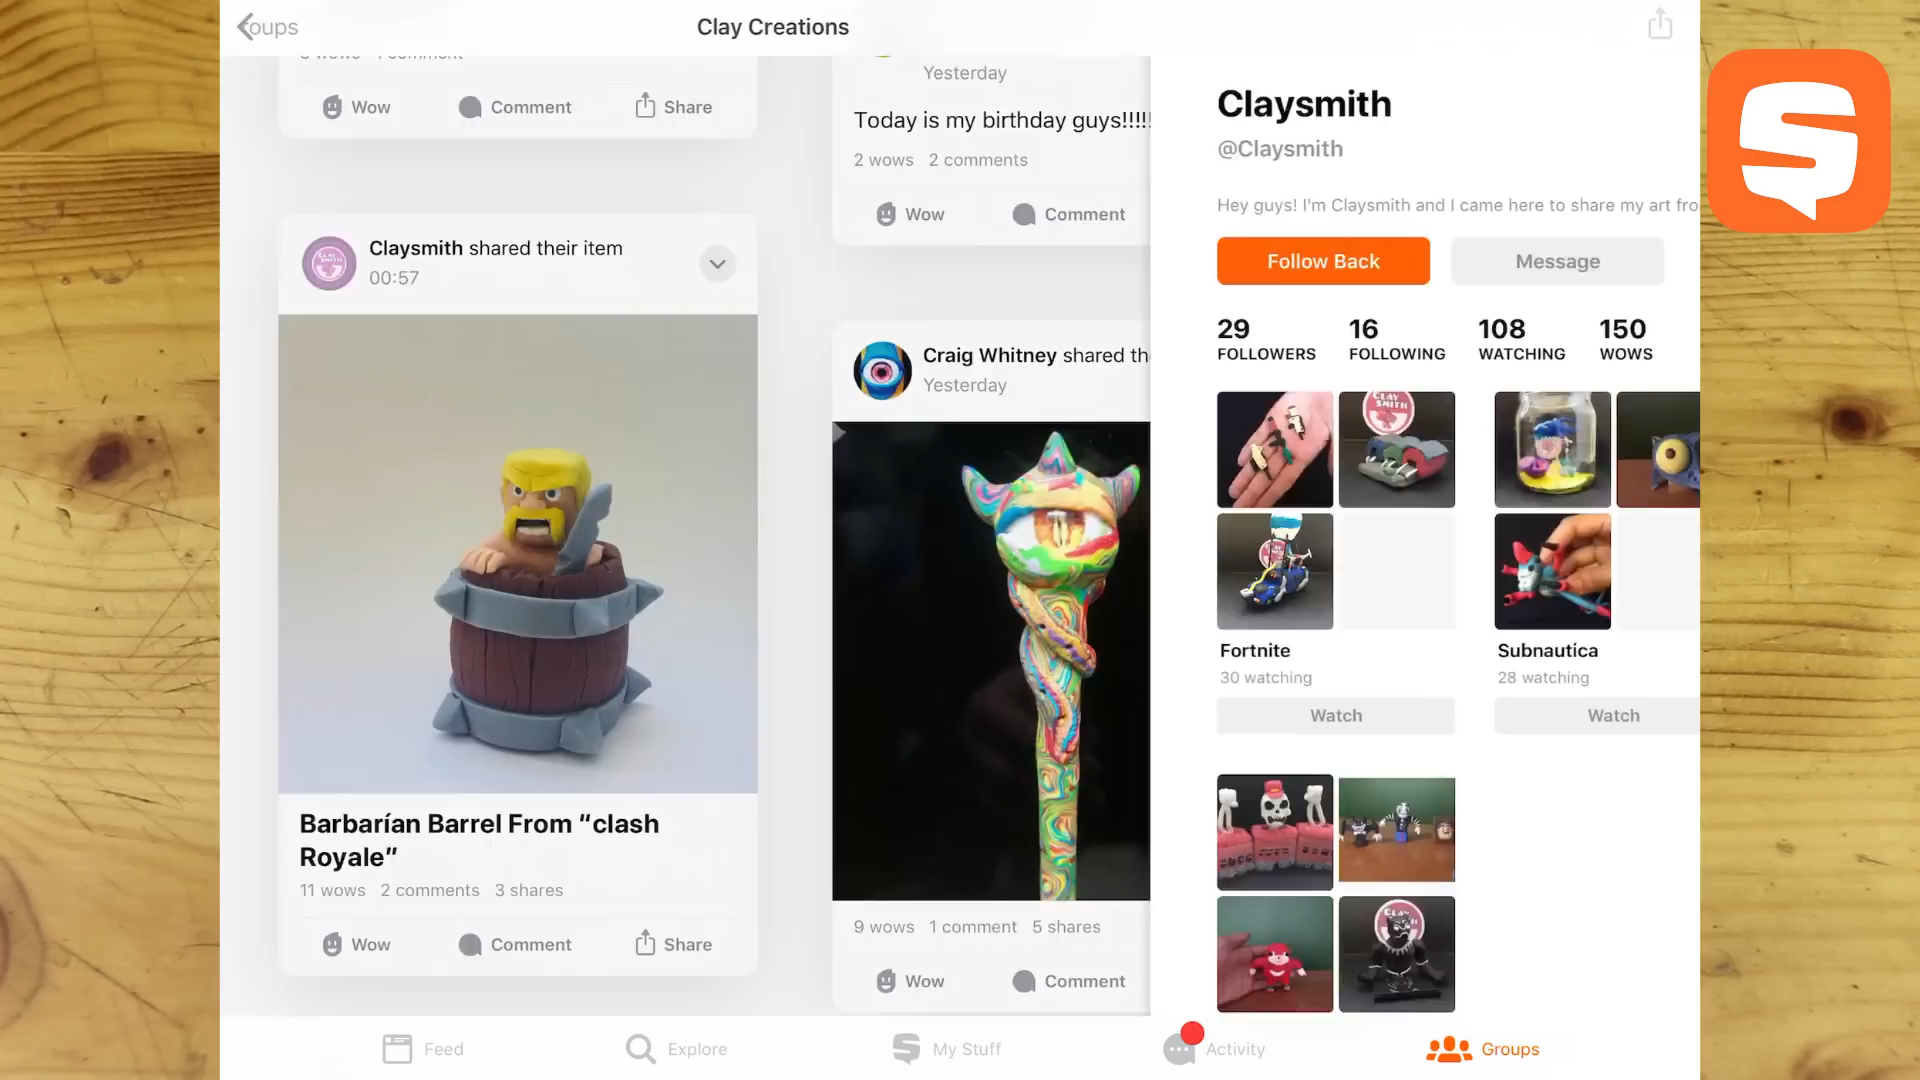 oups
Clay Creations
Wow
Comment
Share
Claysmith shared their item
00:57
Barbarían Barrel From “clash
Royale”
11 wows 2 comments 3 shares
Wow
Comment
Share
Yesterday
Today is my birthday guys!!!!!
2 wows 2 comments
Wow
Comment
Craig Whitney shared th
Yesterday
9 wows 1 comment 5 shares
Wow
Comment
Claysmith
@Claysmith
Hey guys! I'm Claysmith and I came here to share my art fro
Follow Back
Message
29 16 108 150
FOLLOWERS FOLLOWING WATCHING WOWS
CLAY
SMITH
Fortnite
30 watching
Watch
Subnautica
28 watching
Watch
Feed
Explore
My Stuff
Activity
Groups